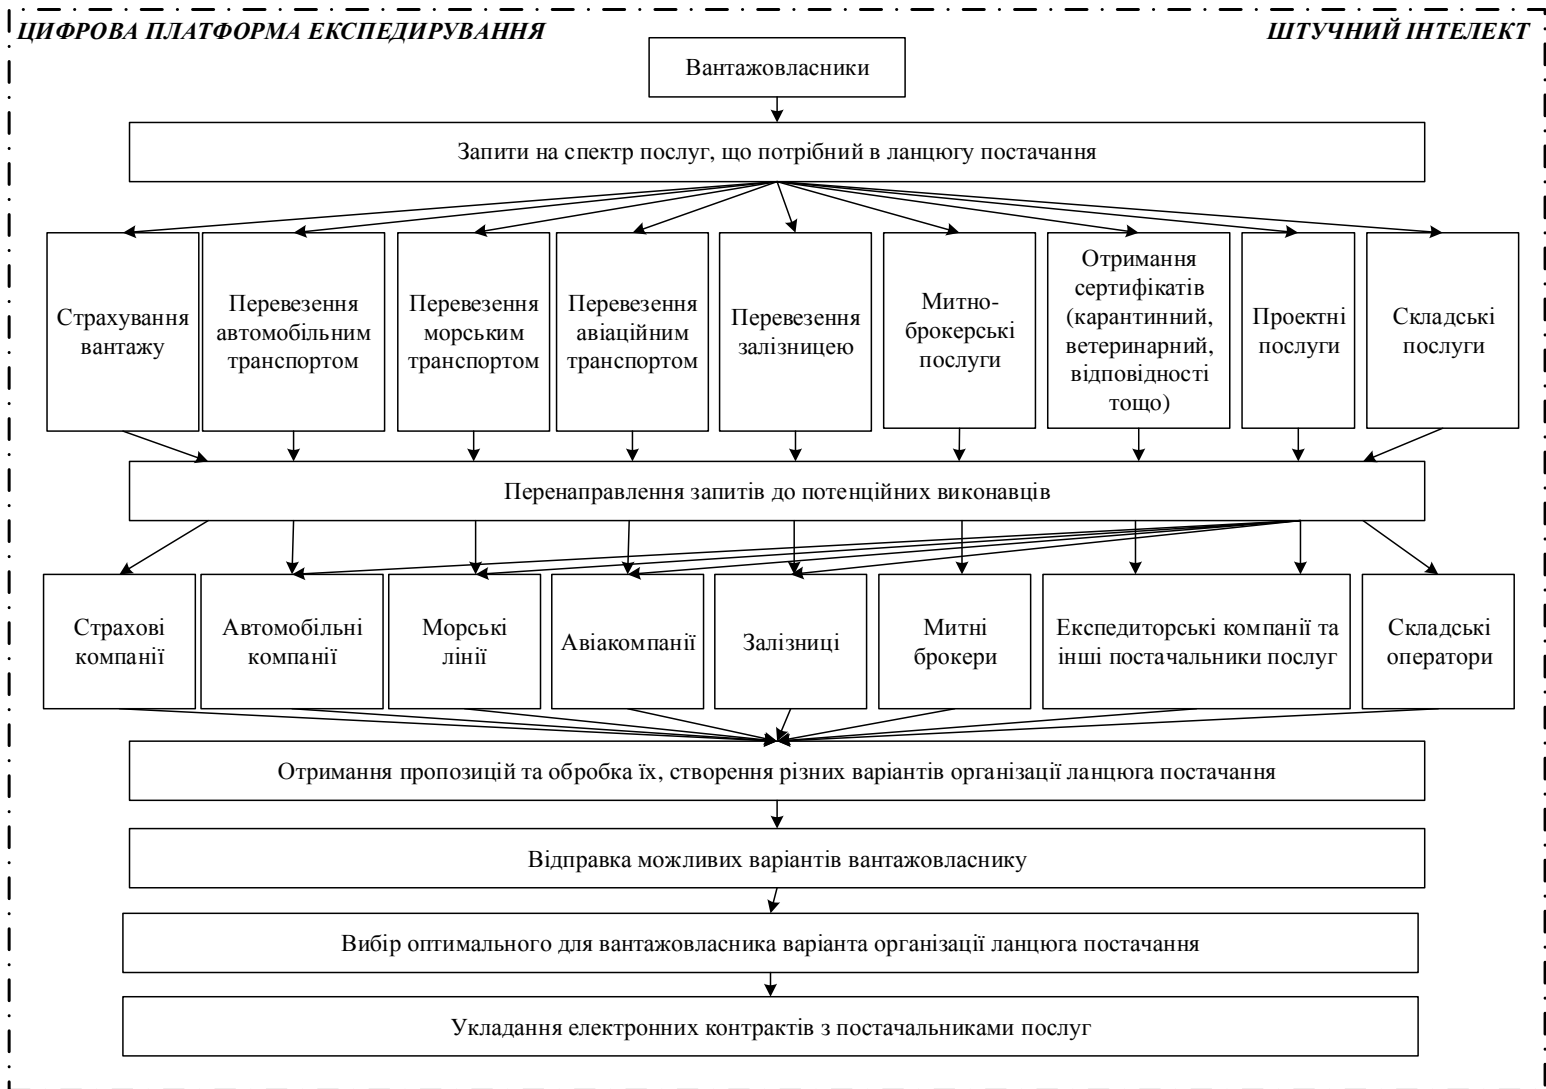 ЦИФРОВА ПЛАТФОРМА ЕКСПЕДИРУВАННЯ
ШТУЧНИЙ ІНТЕЛЕКТ
Вантажовласники
Запити на спектр послуг, що потрібний в ланцюгу постачання
Страхування
вантажу
Перевезення
автомобільним
транспортом
Перевезення
морським
транспортом
Перевезення
авіаційним
транспортом
Перевезення
залізницею
Митно-
брокерські
послуги
Отримання
сертифікатів
(карантинний,
ветеринарний,
відповідності
тощо)
Проектні
послуги
Складські
послуги
Перенаправлення запитів до потенційних виконавців
Страхові
компанії
Автомобільні
компанії
Морські
лінії
Авіакомпанії
Залізниці
Митні
брокери
Експедиторські компанії та
інші постачальники послуг
Складські
оператори
Отримання пропозицій та обробка їх, створення різних варіантів організації ланцюга постачання
Відправка можливих варіантів вантажовласнику
Вибір оптимального для вантажовласника варіанта організації ланцюга постачання
Укладання електронних контрактів з постачальниками послуг